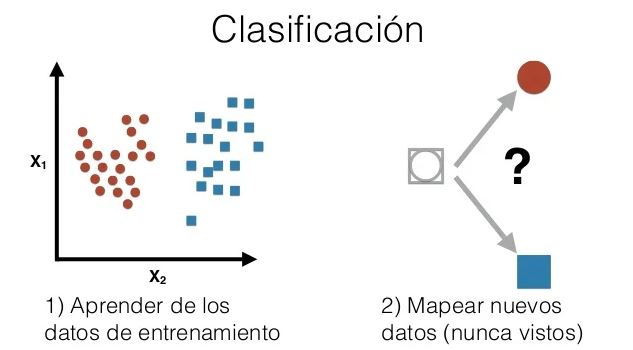 Clasificación
X₁
?
X₂
1) Aprender de los
datos de entrenamiento
2) Mapear nuevos
datos (nunca vistos)